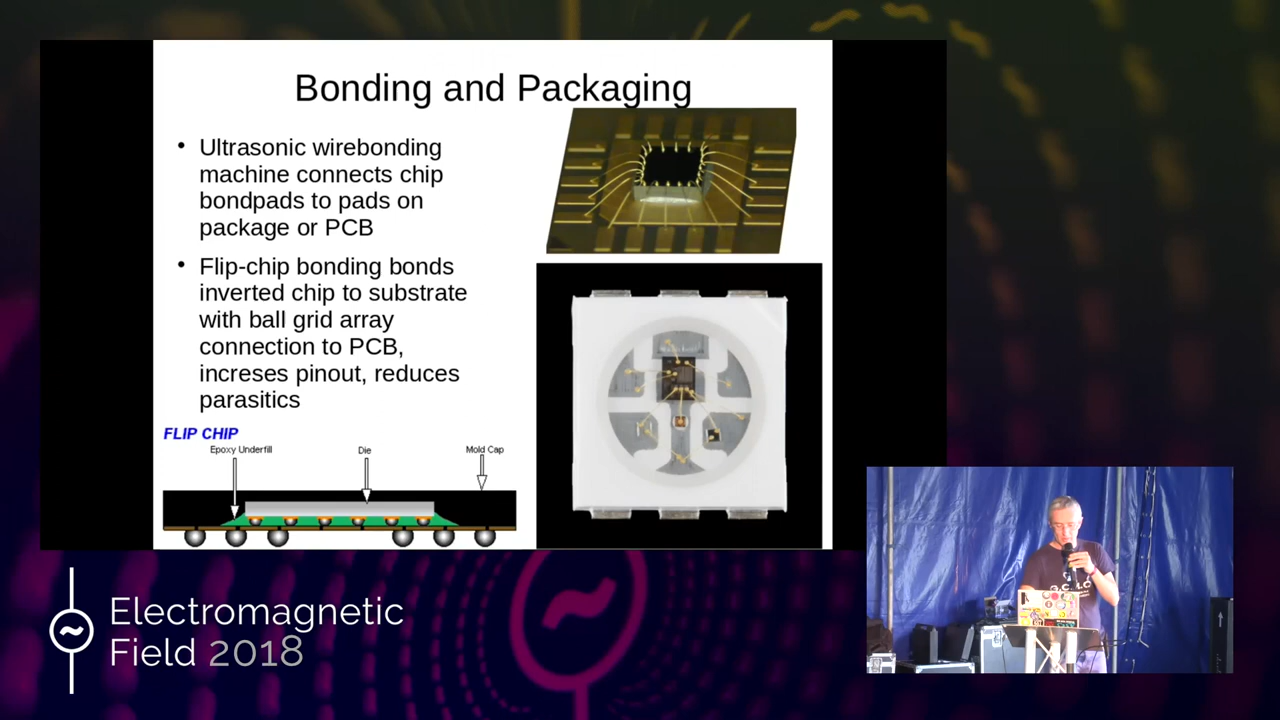 Bonding and Packaging
• Ultrasonic wirebonding
machine connects chip
bondpads to pads on
package or PCB
• Flip-chip bonding bonds
inverted chip to substrate
with ball grid array
connection to PCB,
increses pinout, reduces
parasitics
FLIP CHIP
Epoxy Underfill
Die
Mold Cap
Electromagnetic
Field 2018